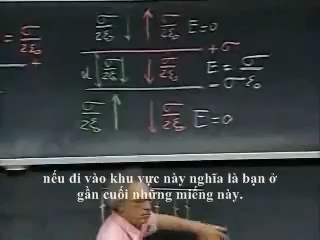 = σ/2ε₀
+
σ/2ε₀ ↓ ↑ σ/2ε₀ E=0
+ σ
d σ/2ε₀ ↓ σ/2ε₀ E = σ/ε₀
- σ
σ/2ε₀ ↑ ↓ σ/2ε₀ E=0
nếu đi vào khu vực này nghĩa là bạn ở
gần cuối những miếng này.